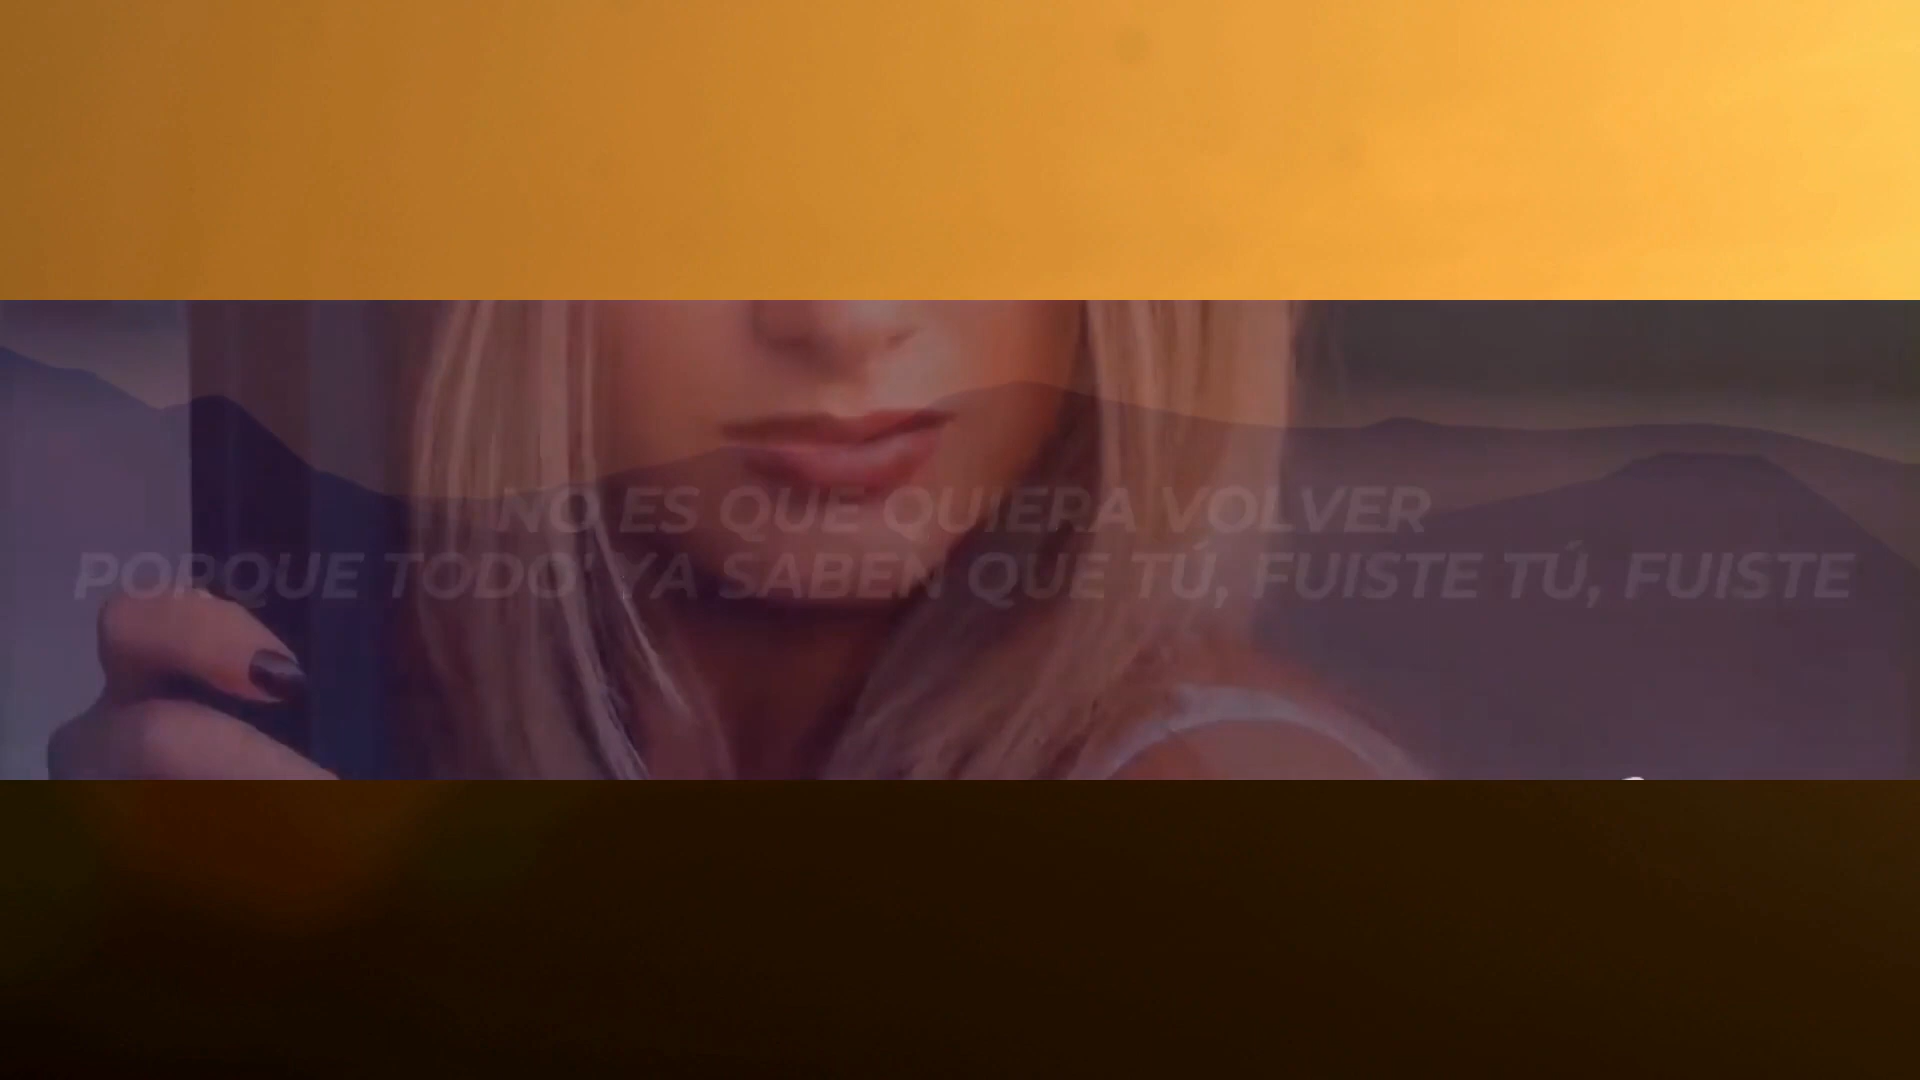 NO ES QUE QUIERA VOLVER
PORQUE TODO' YA SABEN QUE TÚ, FUISTE TÚ, FUISTE